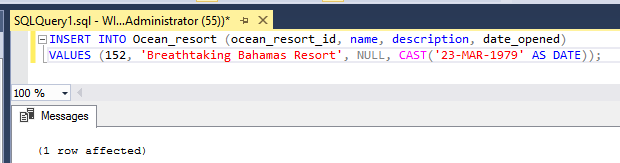 SQLQuery1.sql - WI...Administrator (55))*
INSERT INTO Ocean_resort (ocean_resort_id, name, description, date_opened)
VALUES (152, 'Breathtaking Bahamas Resort', NULL, CAST('23-MAR-1979' AS DATE));
100 %
Messages
(1 row affected)